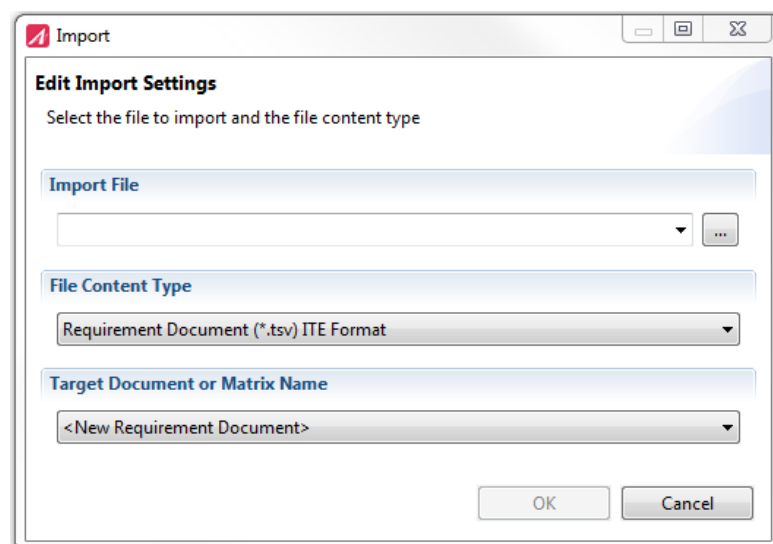 Import
Edit Import Settings
Select the file to import and the file content type
Import File
...
File Content Type
Requirement Document (*.tsv) ITE Format
Target Document or Matrix Name
<New Requirement Document>
OK Cancel